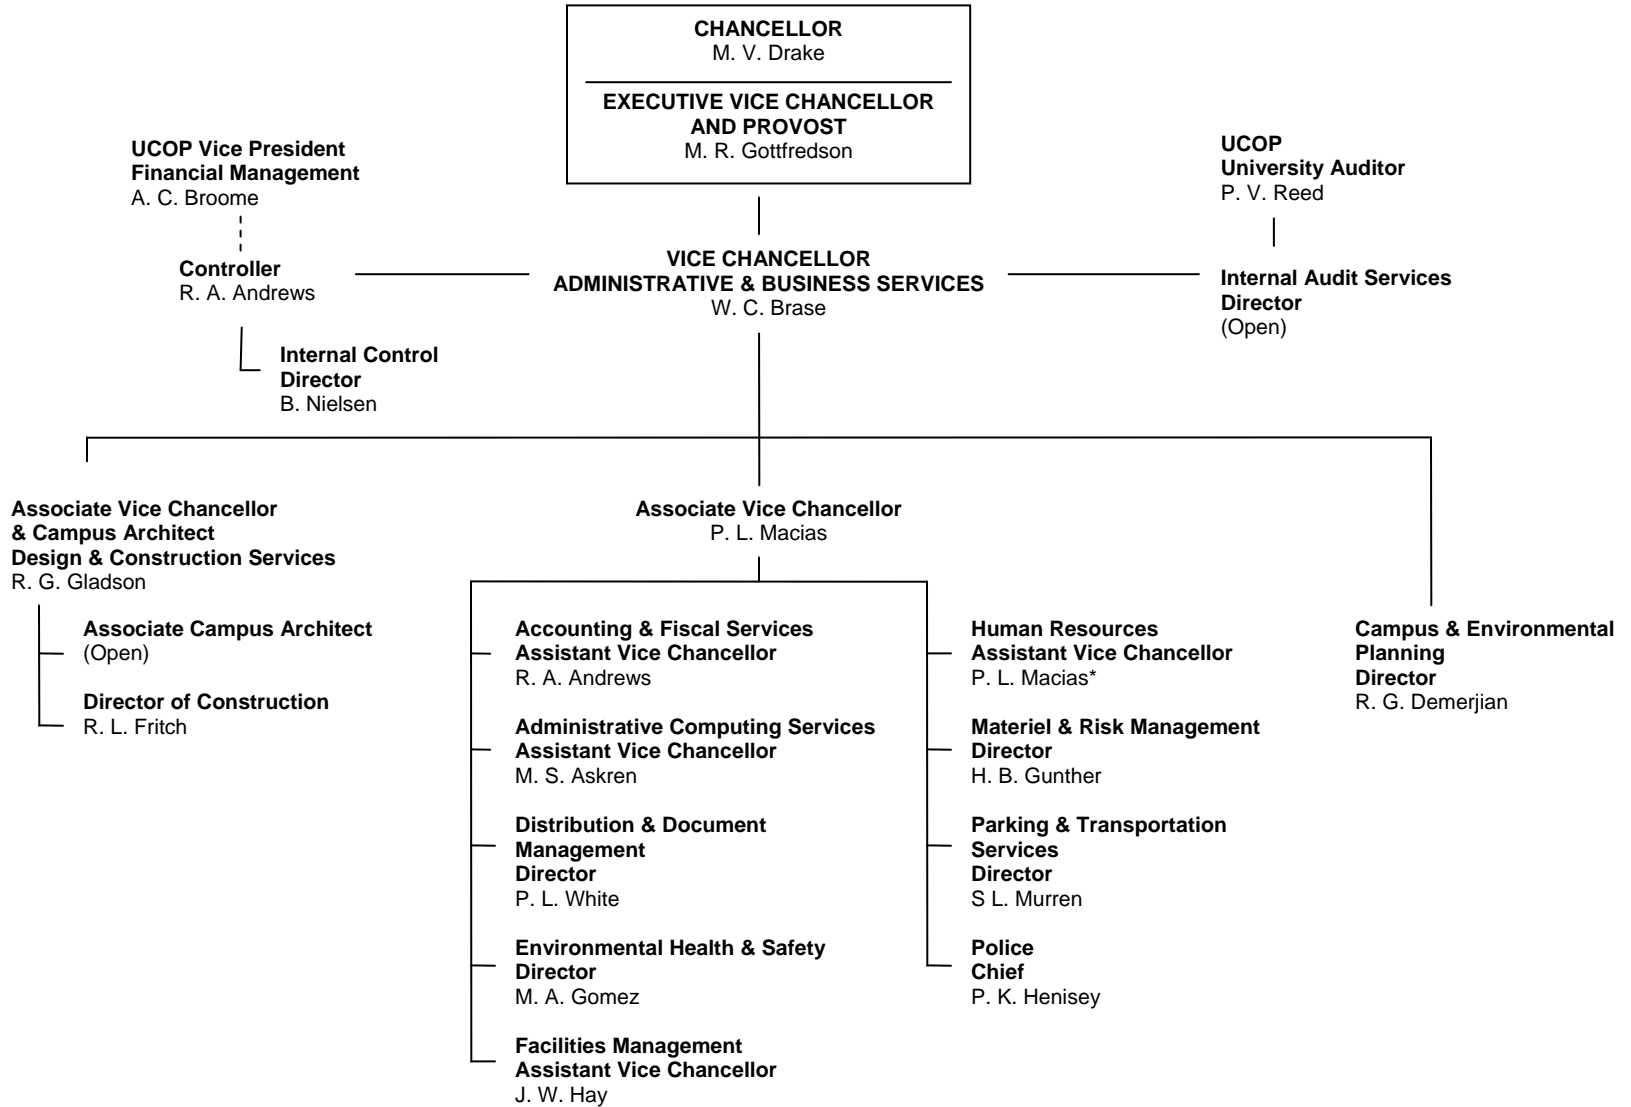 CHANCELLOR
M. V. Drake
EXECUTIVE VICE CHANCELLOR
AND PROVOST
M. R. Gottfredson
UCOP Vice President
Financial Management
A. C. Broome
UCOP
University Auditor
P. V. Reed
Controller
R. A. Andrews
VICE CHANCELLOR
ADMINISTRATIVE & BUSINESS SERVICES
W. C. Brase
Internal Audit Services
Director
(Open)
Internal Control
Director
B. Nielsen
Associate Vice Chancellor
& Campus Architect
Design & Construction Services
R. G. Gladson
Associate Campus Architect
(Open)
Director of Construction
R. L. Fritch
Associate Vice Chancellor
P. L. Macias
Accounting & Fiscal Services
Assistant Vice Chancellor
R. A. Andrews
Administrative Computing Services
Assistant Vice Chancellor
M. S. Askren
Distribution & Document
Management
Director
P. L. White
Environmental Health & Safety
Director
M. A. Gomez
Facilities Management
Assistant Vice Chancellor
J. W. Hay
Human Resources
Assistant Vice Chancellor
P. L. Macias*
Materiel & Risk Management
Director
H. B. Gunther
Parking & Transportation
Services
Director
S L. Murren
Police
Chief
P. K. Henisey
Campus & Environmental
Planning
Director
R. G. Demerjian